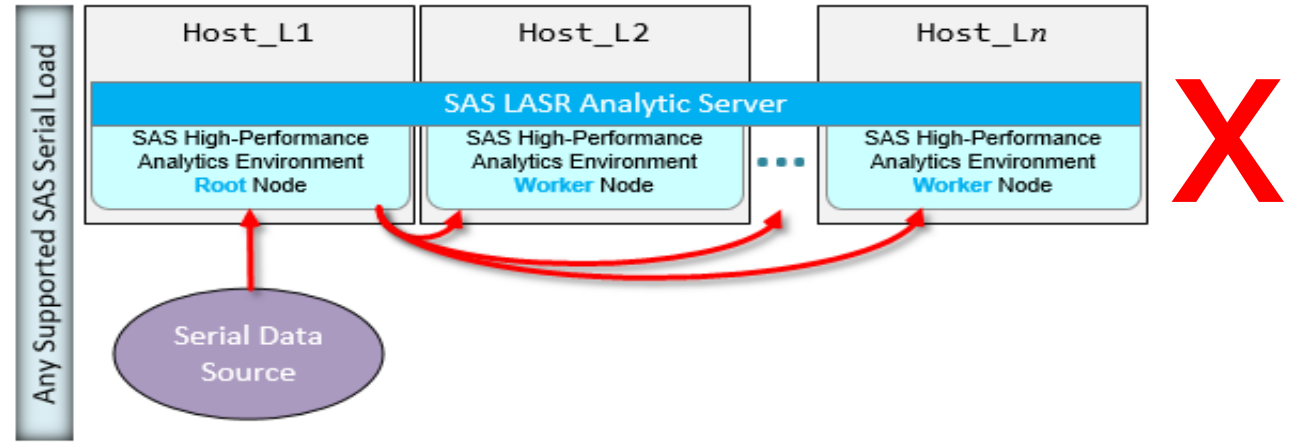 Any Supported SAS Serial Load
Host_L1
Host_L2
Host_Ln
SAS LASR Analytic Server
SAS High-Performance
Analytics Environment
Root Node
SAS High-Performance
Analytics Environment
Worker Node
...
SAS High-Performance
Analytics Environment
Worker Node
X
Serial Data
Source